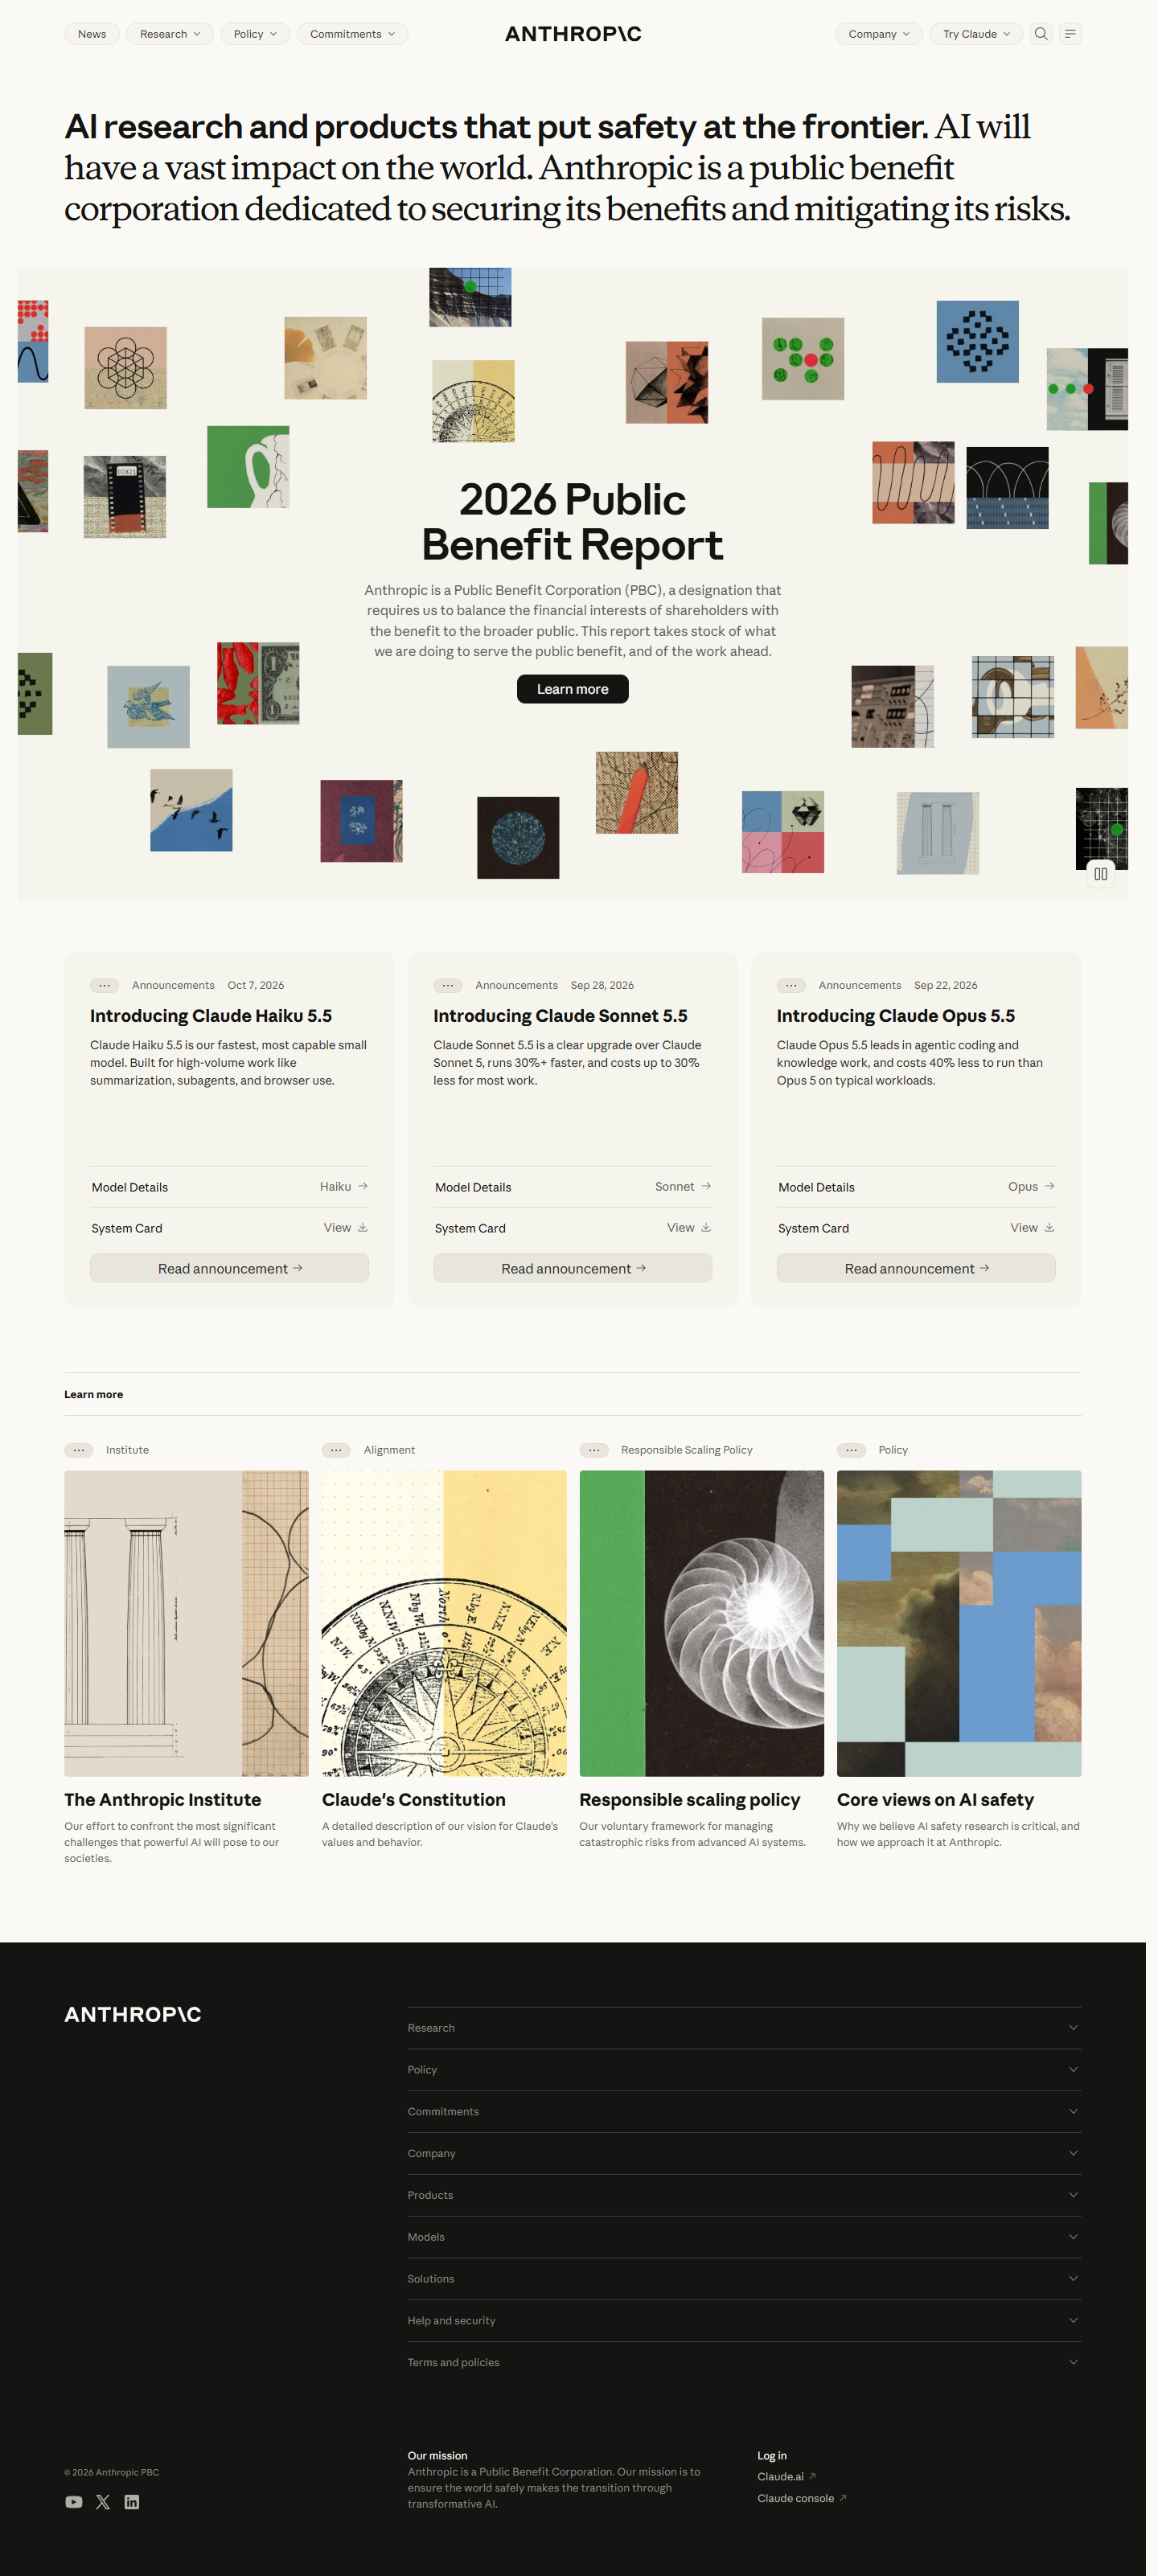 News
Research
Policy
Commitments
ANTHROP\C
Company
Try Claude
AI research and products that put safety at the frontier. AI will
have a vast impact on the world. Anthropic is a public benefit
corporation dedicated to securing its benefits and mitigating its risks.
00821
2026 Public
Benefit Report
Anthropic is a Public Benefit Corporation (PBC), a designation that
requires us to balance the financial interests of shareholders with
the benefit to the broader public. This report takes stock of what
we are doing to serve the public benefit, and of the work ahead.
Learn more
Announcements Oct 7, 2026
Introducing Claude Haiku 5.5
Claude Haiku 5.5 is our fastest, most capable small
model. Built for high-volume work like
summarization, subagents, and browser use.
Model Details Haiku
System Card View
Read announcement
Announcements Sep 28, 2026
Introducing Claude Sonnet 5.5
Claude Sonnet 5.5 is a clear upgrade over Claude
Sonnet 5, runs 30%+ faster, and costs up to 30%
less for most work.
Model Details Sonnet
System Card View
Read announcement
Announcements Sep 22, 2026
Introducing Claude Opus 5.5
Claude Opus 5.5 leads in agentic coding and
knowledge work, and costs 40% less to run than
Opus 5 on typical workloads.
Model Details Opus
System Card View
Read announcement
Learn more
Institute
The Anthropic Institute
Our effort to confront the most significant
challenges that powerful AI will pose to our
societies.
Alignment
North
N.by W.
N.by E.
N.N.W.
N.W.
N.E.
90°
Claude's Constitution
A detailed description of our vision for Claude's
values and behavior.
Responsible Scaling Policy
Responsible scaling policy
Our voluntary framework for managing
catastrophic risks from advanced AI systems.
Policy
Core views on AI safety
Why we believe AI safety research is critical, and
how we approach it at Anthropic.
ANTHROP\C
Research
Policy
Commitments
Company
Products
Models
Solutions
Help and security
Terms and policies
© 2026 Anthropic PBC
Our mission
Anthropic is a Public Benefit Corporation. Our mission is to
ensure the world safely makes the transition through
transformative AI.
Log in
Claude.ai
Claude console